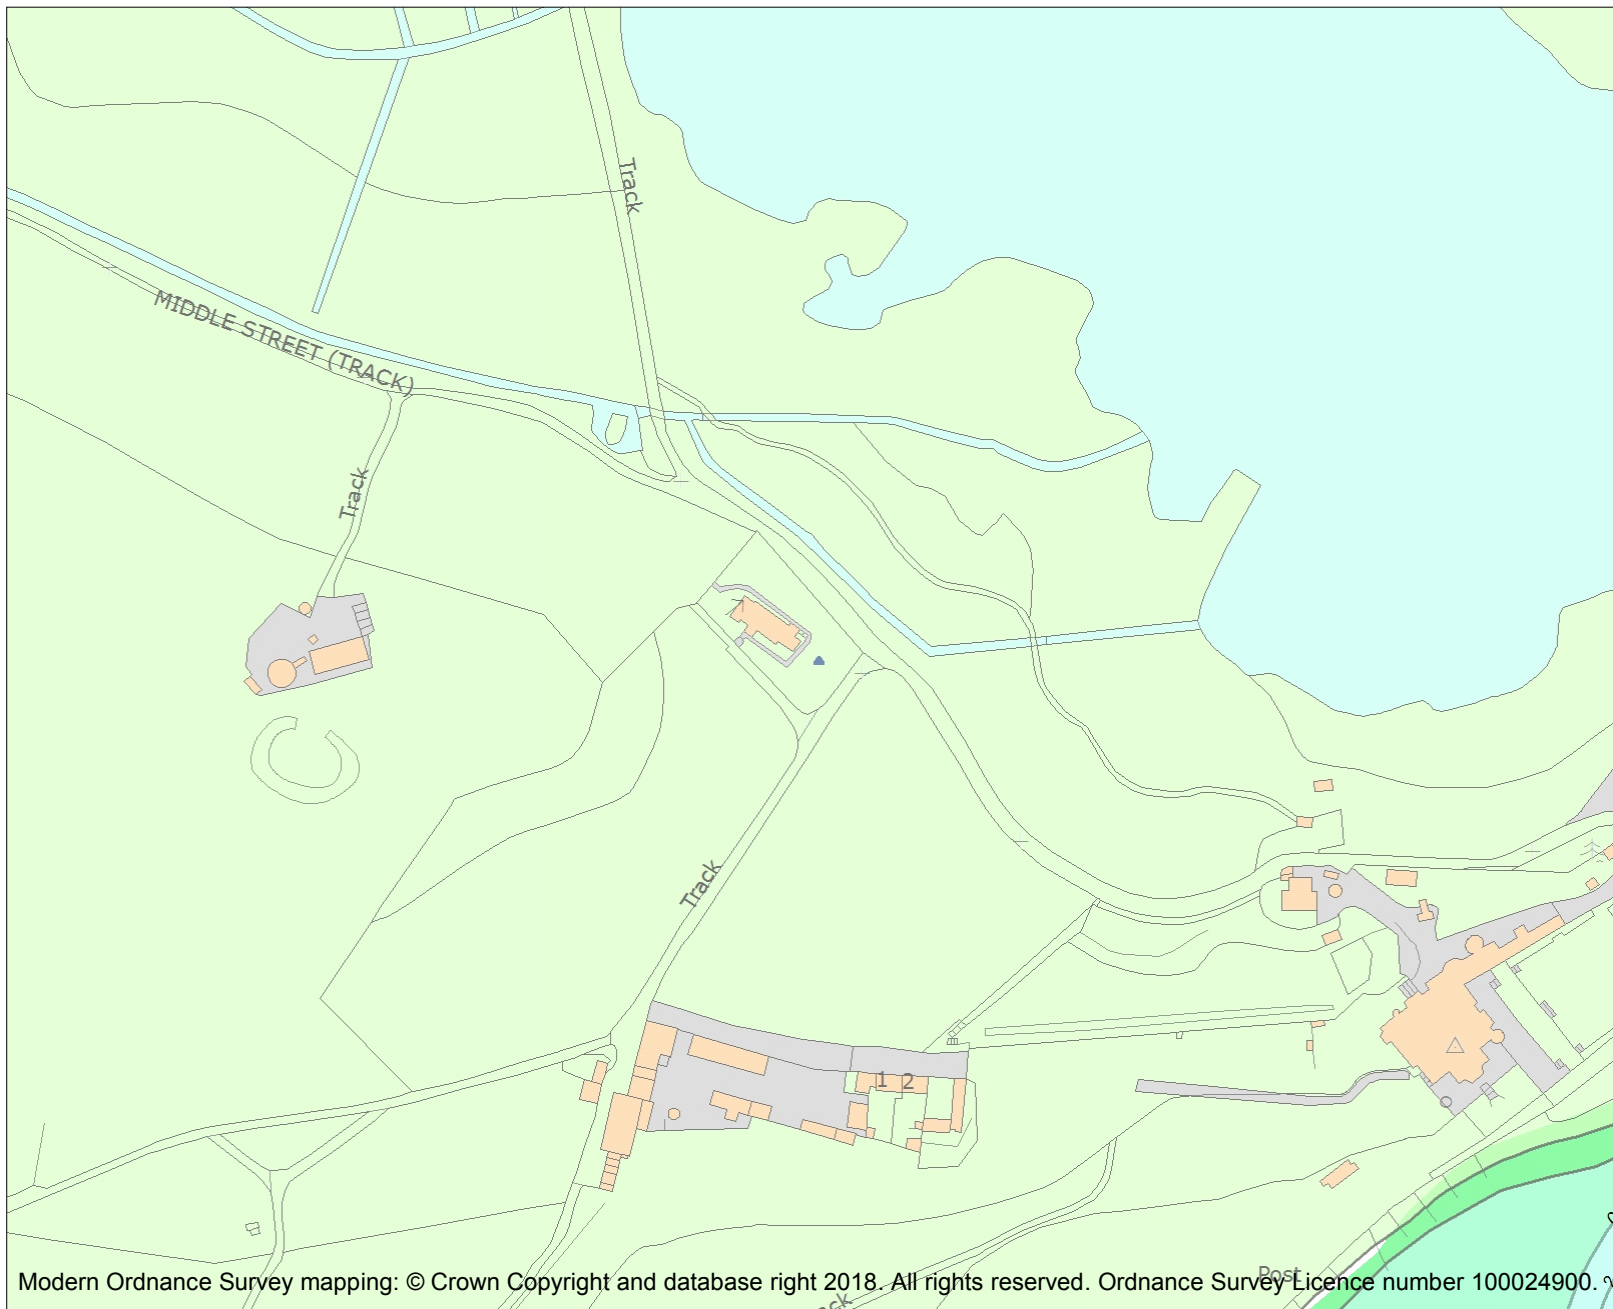 Track
MIDDLE STREET (TRACK)
Track
Track
1 2
Post
Modern Ordnance Survey mapping: © Crown Copyright and database right 2018. All rights reserved. Ordnance Survey Licence number 100024900.